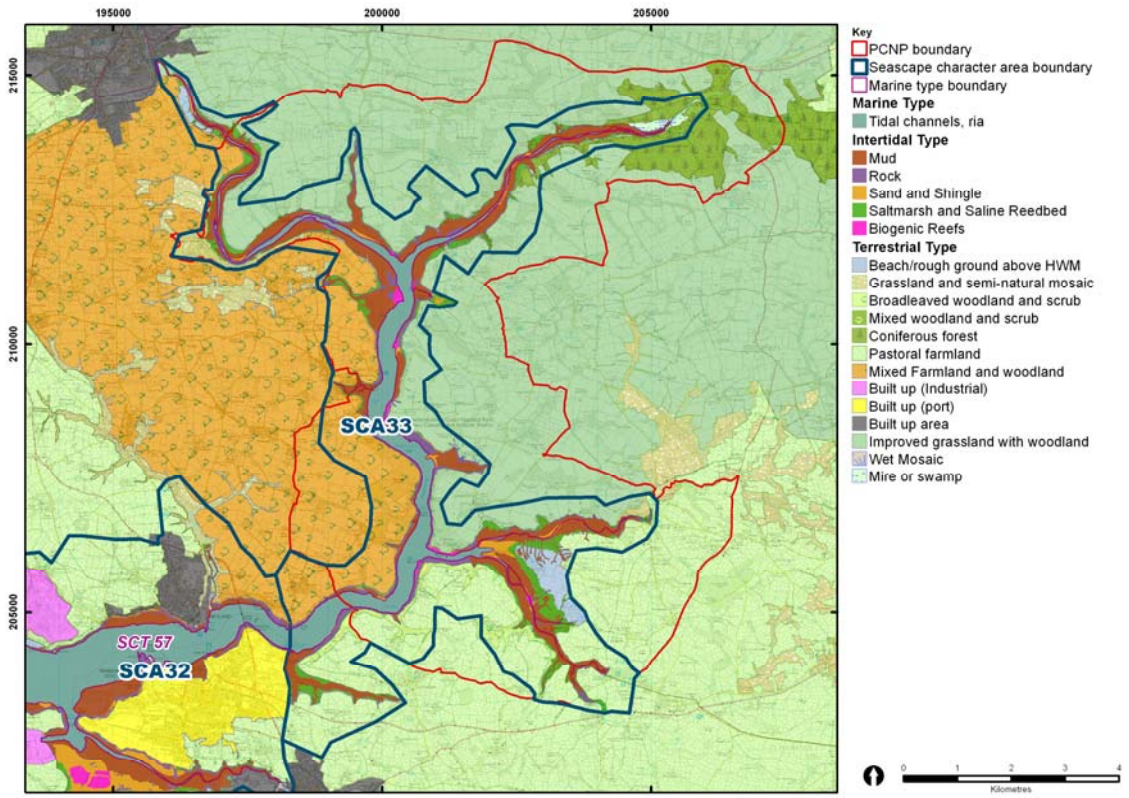 195000 200000 205000
215000
210000
205000
SCA33
SCT 57
SCA32
Key
PCNP boundary
Seascape character area boundary
Marine type boundary
Marine Type
Tidal channels, ria
Intertidal Type
Mud
Rock
Sand and Shingle
Saltmarsh and Saline Reedbed
Biogenic Reefs
Terrestrial Type
Beach/rough ground above HWM
Grassland and semi-natural mosaic
Broadleaved woodland and scrub
Mixed woodland and scrub
Coniferous forest
Pastoral farmland
Mixed Farmland and woodland
Built up (Industrial)
Built up (port)
Built up area
Improved grassland with woodland
Wet Mosaic
Mire or swamp
0 1 2 3 4
Kilometres